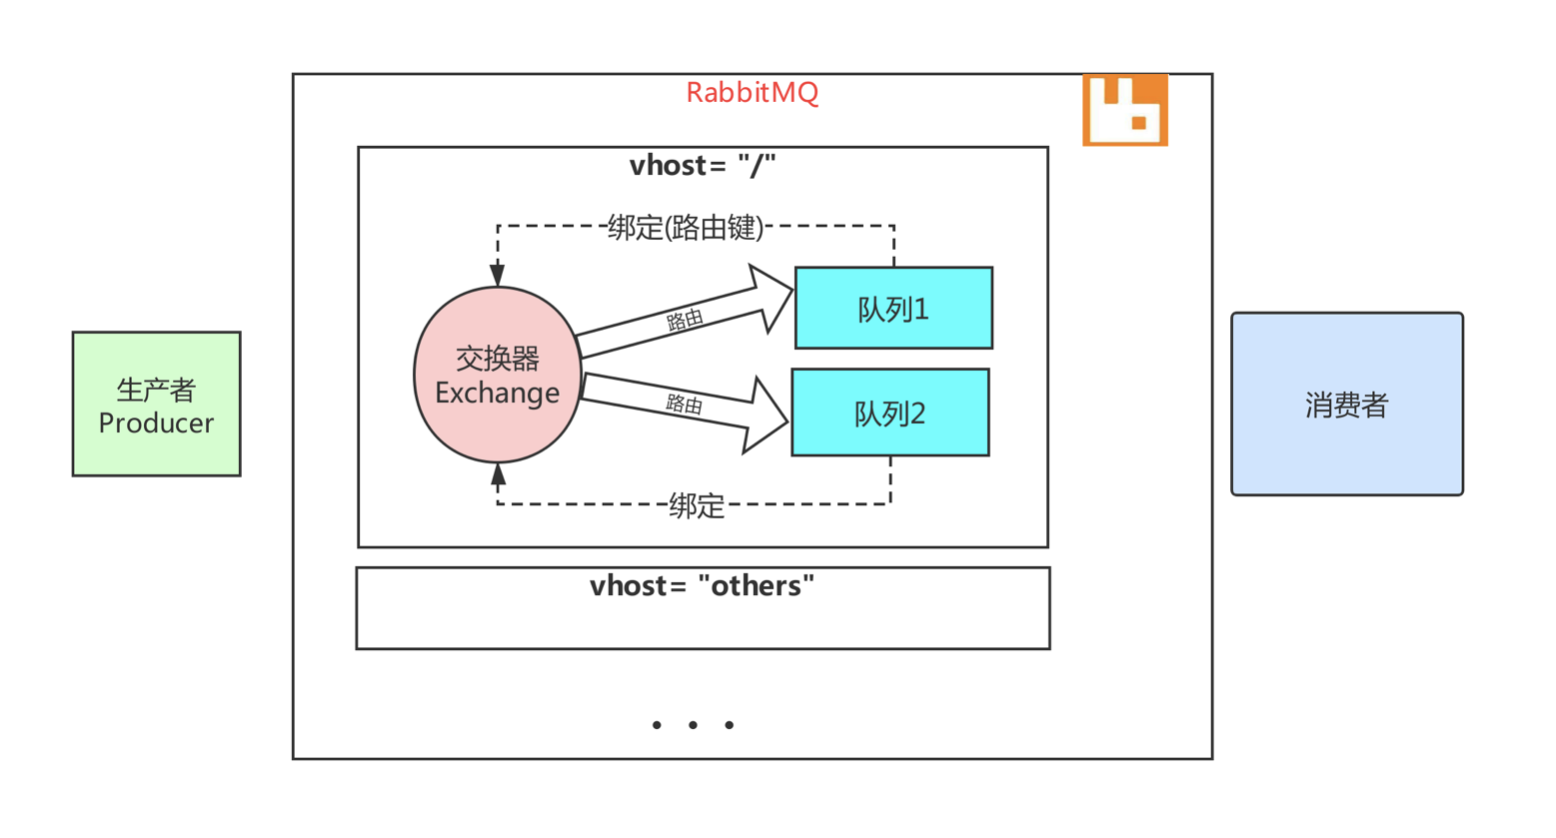 RabbitMQ
vhost= "/"
绑定(路由键)
路由
队列1
交换器
Exchange
路由
队列2
绑定
生产者
Producer
消费者
vhost= "others"
• • •